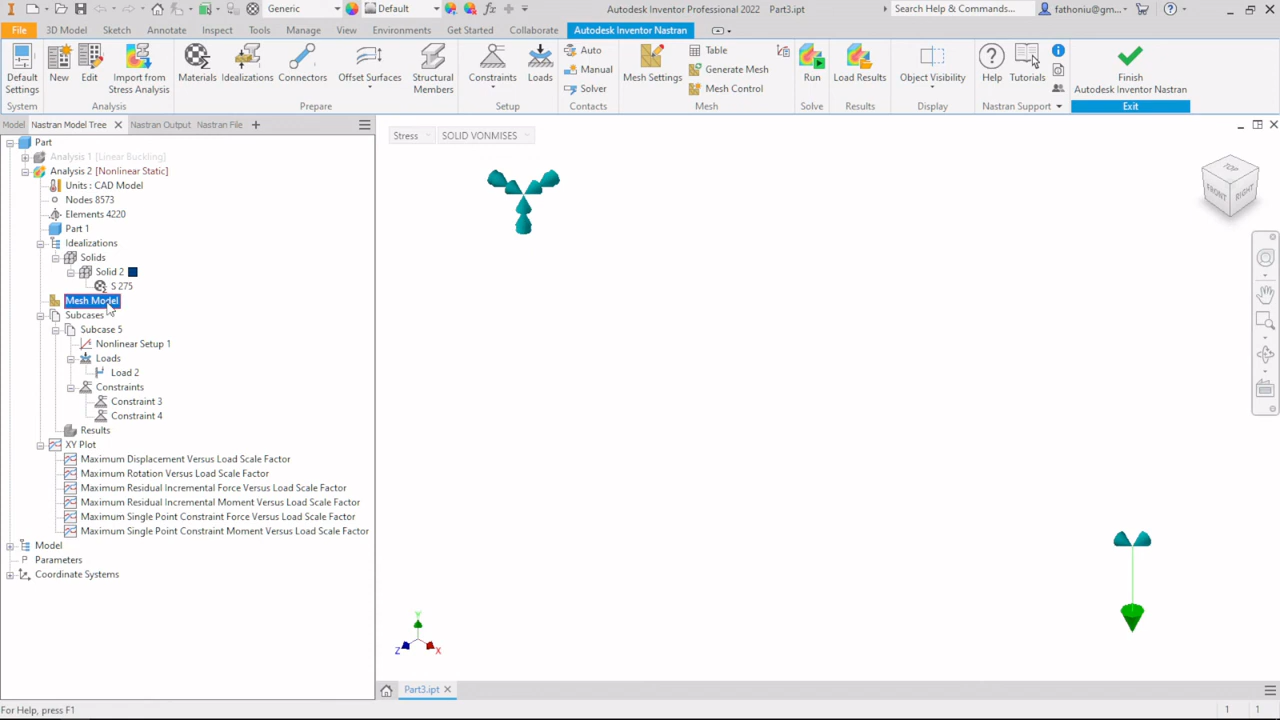 Generic
Default
Autodesk Inventor Professional 2022 Part3.ipt
Search Help & Commands...
fathoniu@gm...
File
3D Model
Sketch
Annotate
Inspect
Tools
Manage
View
Environments
Get Started
Collaborate
Autodesk Inventor Nastran
Default Settings
New
Edit
Import from Stress Analysis
Materials
Idealizations
Connectors
Offset Surfaces
Structural Members
Constraints
Loads
Auto
Manual
Solver
Mesh Settings
Table
Generate Mesh
Mesh Control
Run
Load Results
Object Visibility
Help
Tutorials
Finish Autodesk Inventor Nastran
System
Analysis
Prepare
Setup
Contacts
Mesh
Solve
Results
Display
Nastran Support
Exit
Model
Nastran Model Tree
Nastran Output
Nastran File
Part
Analysis 1 [Linear Buckling]
Analysis 2 [Nonlinear Static]
Units : CAD Model
Nodes 8573
Elements 4220
Part 1
Idealizations
Solids
Solid 2
S 275
Mesh Model
Subcases
Subcase 5
Nonlinear Setup 1
Loads
Load 2
Constraints
Constraint 3
Constraint 4
Results
XY Plot
Maximum Displacement Versus Load Scale Factor
Maximum Rotation Versus Load Scale Factor
Maximum Residual Incremental Force Versus Load Scale Factor
Maximum Residual Incremental Moment Versus Load Scale Factor
Maximum Single Point Constraint Force Versus Load Scale Factor
Maximum Single Point Constraint Moment Versus Load Scale Factor
Model
Parameters
Coordinate Systems
Stress
SOLID VONMISES
TOP
FRONT
RIGHT
Y
Z
X
Part3.ipt
For Help, press F1
1
1